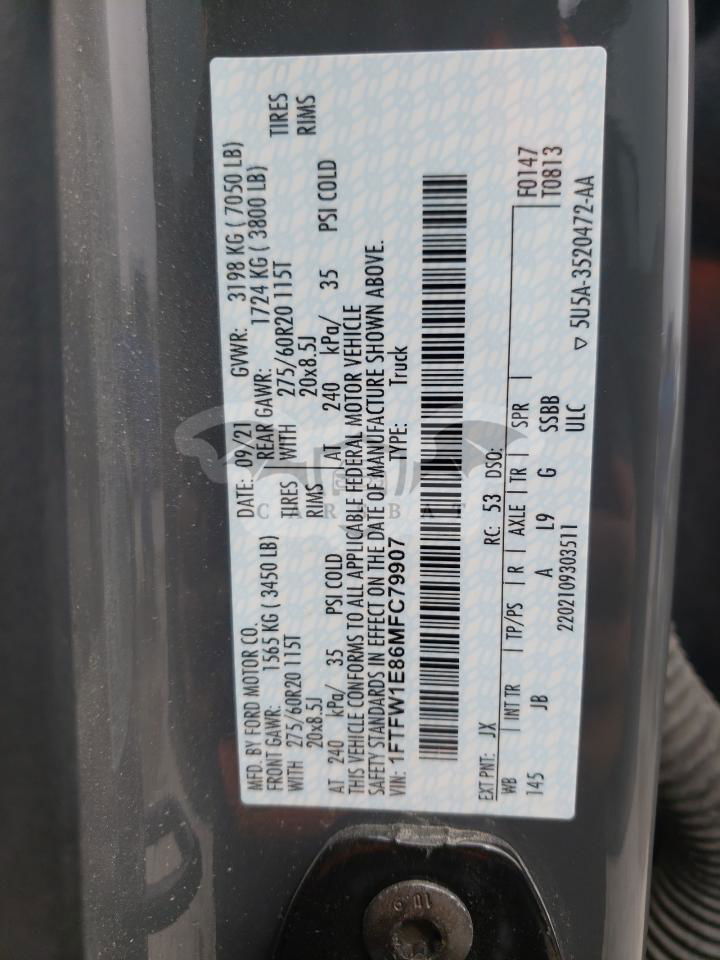 MFD. BY FORD MOTOR CO. DATE: 09/21 GVWR: 3198 KG ( 7050 LB)
FRONT GAWR: 1565 KG ( 3450 LB) REAR GAWR: 1724 KG ( 3800 LB)
WITH 275/60R20 115T TIRES WITH 275/60R20 115T TIRES
20x8.5J RIMS 20x8.5J RIMS
AT 240 kPa/ 35 PSI COLD AT 240 kPa/ 35 PSI COLD
THIS VEHICLE CONFORMS TO ALL APPLICABLE FEDERAL MOTOR VEHICLE
SAFETY STANDARDS IN EFFECT ON THE DATE OF MANUFACTURE SHOWN ABOVE.
VIN: 1FTFW1E86MFC79907 TYPE: Truck
EXT PNT: JX RC: 53 DSO: F0147
WB INT TR TP/PS R AXLE TR SPR T0813
145 JB A L9 G SSBB
2202109303511 ULC ▽ 5U5A-3520472-AA
CAR BAT
10.9